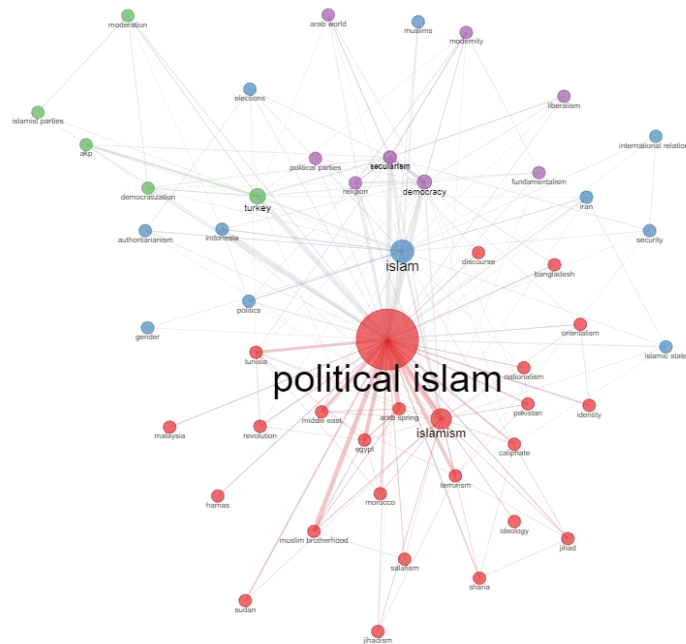 moderation
arab world
muslims
modernity
elections
liberalism
islamist parties
akp
international relation
political parties
secularism
fundamentalism
religion
democracy
democratization
turkey
iran
authoritarianism
indonesia
security
discourse
islam
bangladesh
politics
gender
orientalism
tunisia
islamic state
political islam
nationalism
malaysia
revolution
middle east
arab spring
pakistan
identity
islamism
egypt
caliphate
hamas
terrorism
morocco
ideology
muslim brotherhood
jihad
salafism
sharia
sudan
jihadism